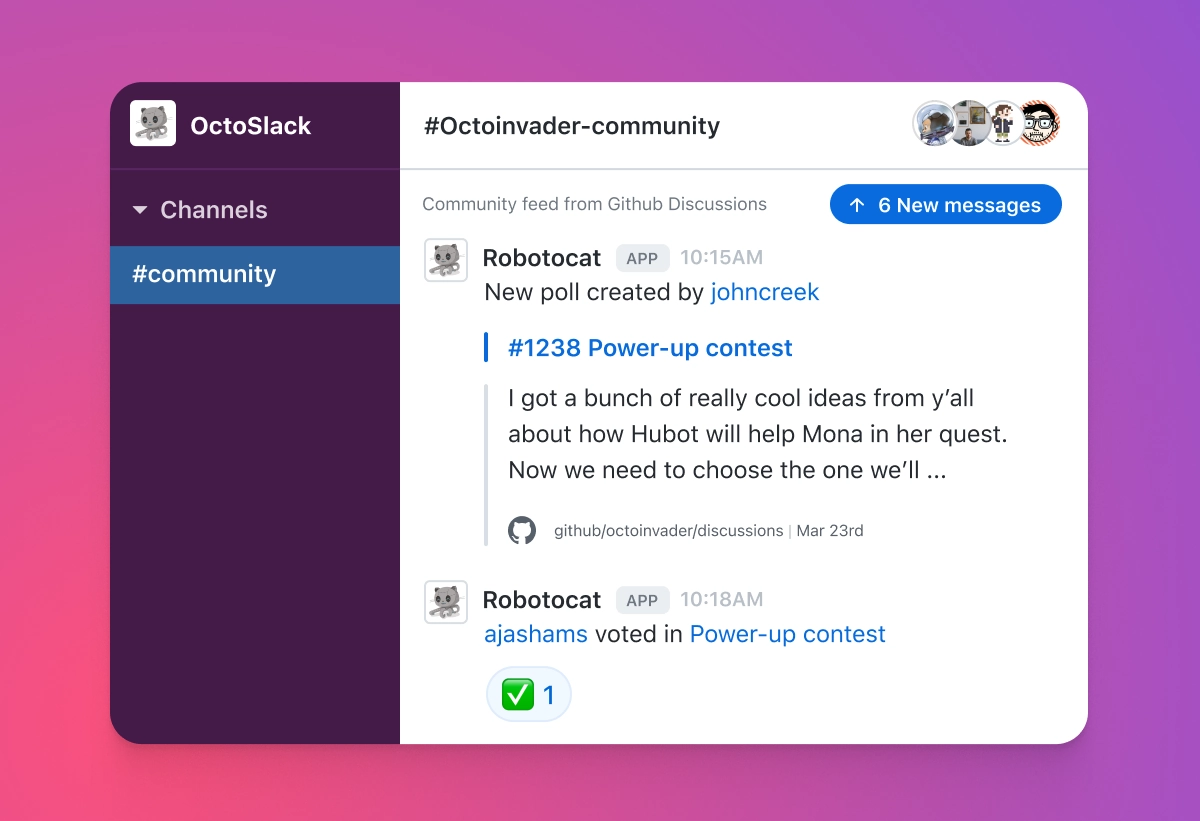 OctoSlack
Channels
#community
#Octoinvader-community
Community feed from Github Discussions
6 New messages
Robotocat APP 10:15AM
New poll created by johncreek
#1238 Power-up contest
I got a bunch of really cool ideas from y’all
about how Hubot will help Mona in her quest.
Now we need to choose the one we’ll ...
github/octoinvader/discussions | Mar 23rd
Robotocat APP 10:18AM
ajashams voted in Power-up contest
✅ 1